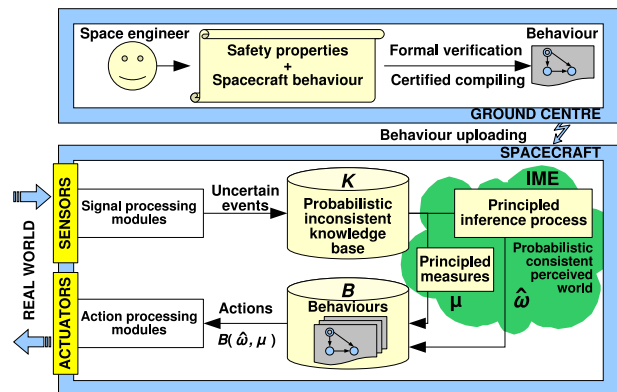 Space engineer
Safety properties
+
Spacecraft behaviour
Formal verification
Certified compiling
Behaviour
GROUND CENTRE
Behaviour uploading
SPACECRAFT
REAL WORLD
SENSORS
Signal processing
modules
Uncertain
events
K
Probabilistic
inconsistent
knowledge
base
IME
Principled
inference process
Principled
measures
μ
Probabilistic
consistent
perceived
world
ω̂
ACTUATORS
Action processing
modules
Actions
B(ω̂, μ)
B
Behaviours